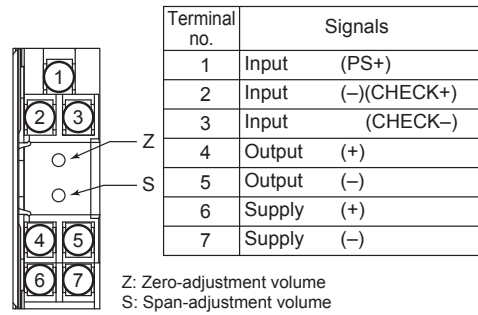 Terminal no. Signals
1 Input (PS+)
2 Input (–)(CHECK+)
3 Input (CHECK–)
4 Output (+)
5 Output (–)
6 Supply (+)
7 Supply (–)
1
2 3
Z
S
4 5
6 7
Z: Zero-adjustment volume
S: Span-adjustment volume